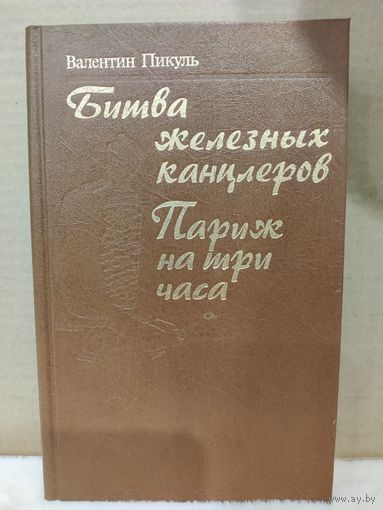 Валентин Пикуль
Битва
железных
канцлеров
Париж
на три
часа
www.ay.by